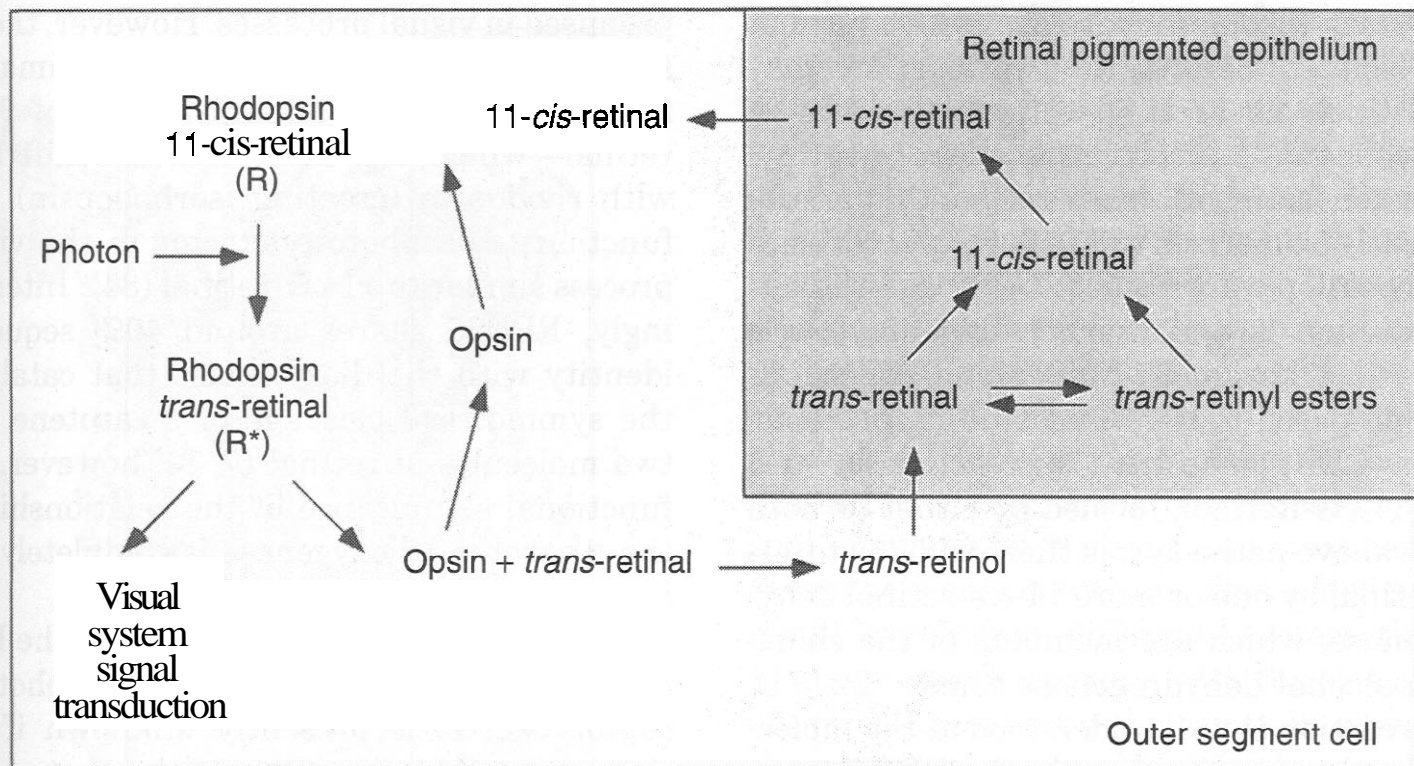 Retinal pigmented epithelium
Rhodopsin
11-cis-retinal
(R)
11-cis-retinal
11-cis-retinal
Photon
11-cis-retinal
Opsin
Rhodopsin
trans-retinal
(R*)
trans-retinal
trans-retinyl esters
Opsin + trans-retinal
trans-retinol
Visual
system
signal
transduction
Outer segment cell